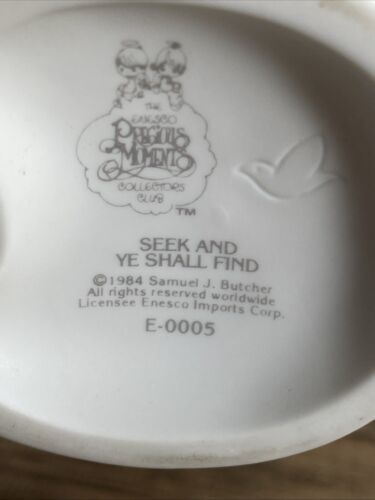 THE
ENESCO
PRECIOUS
MOMENTS
COLLECTORS
CLUB
TM
SEEK AND
YE SHALL FIND
©1984 Samuel J. Butcher
All rights reserved worldwide
Licensee Enesco Imports Corp.
E-0005